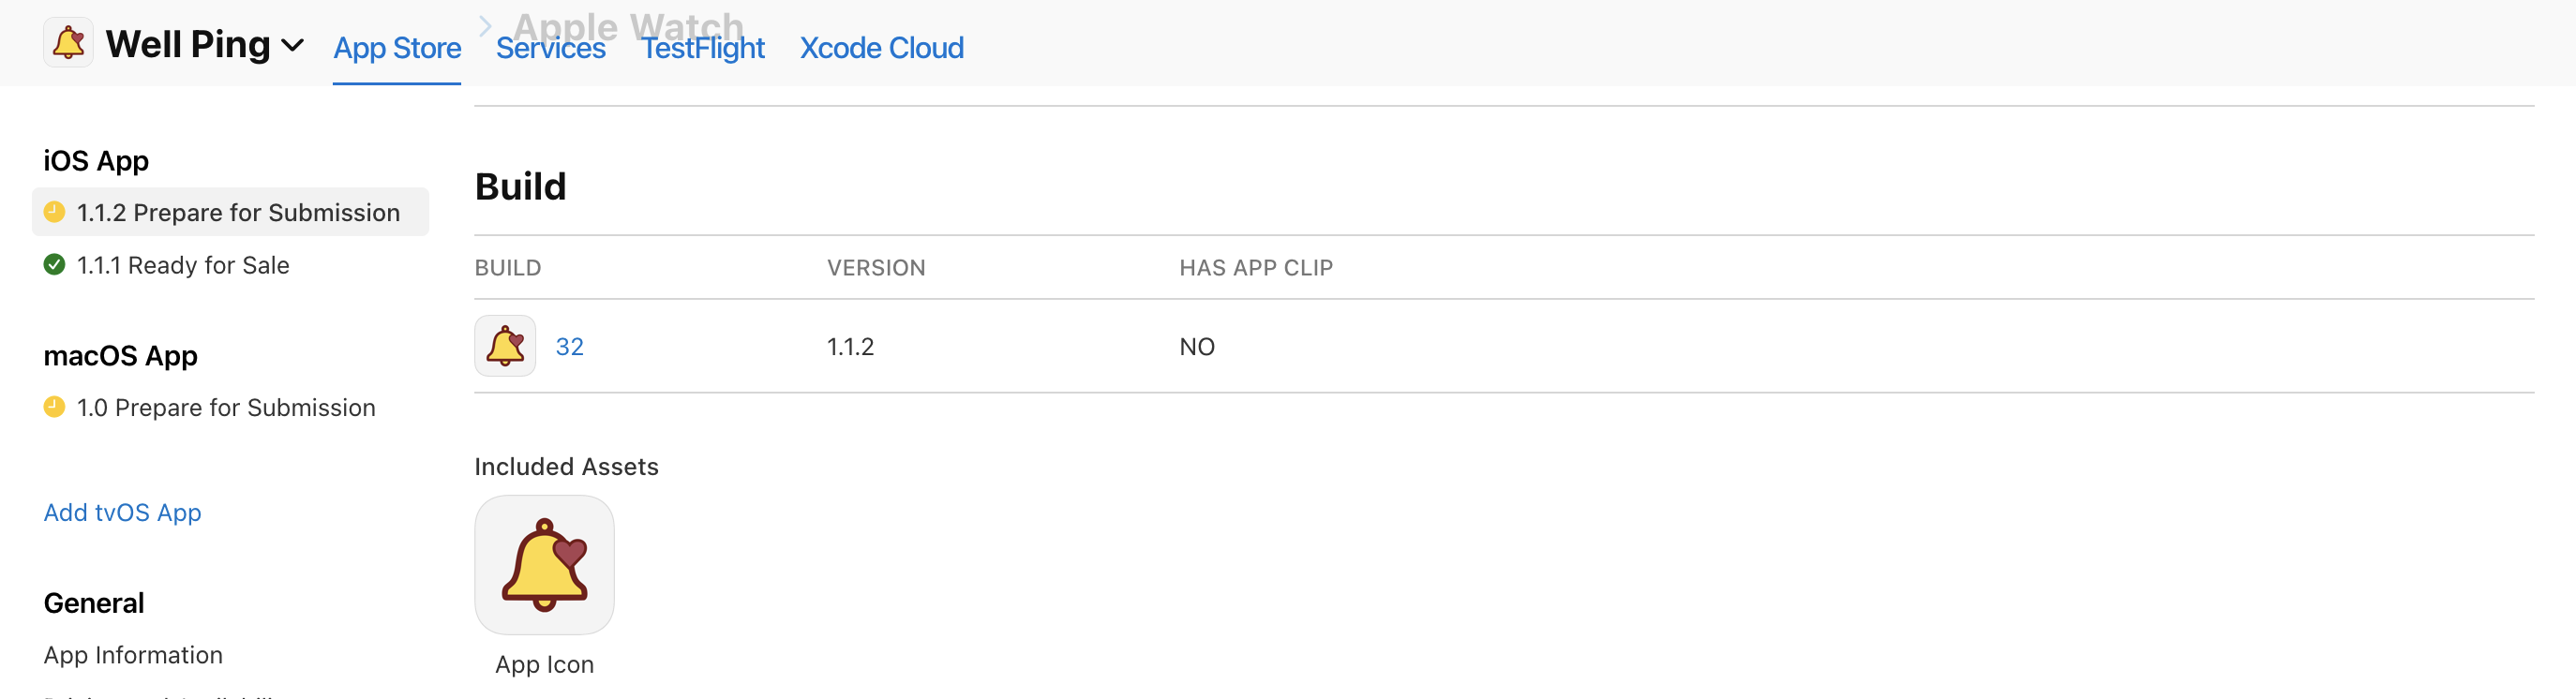 Well Ping
App Store
Services
TestFlight
Xcode Cloud
Apple Watch
iOS App
1.1.2 Prepare for Submission
1.1.1 Ready for Sale
macOS App
1.0 Prepare for Submission
Add tvOS App
General
App Information
Build
BUILD VERSION HAS APP CLIP
32 1.1.2 NO
Included Assets
App Icon